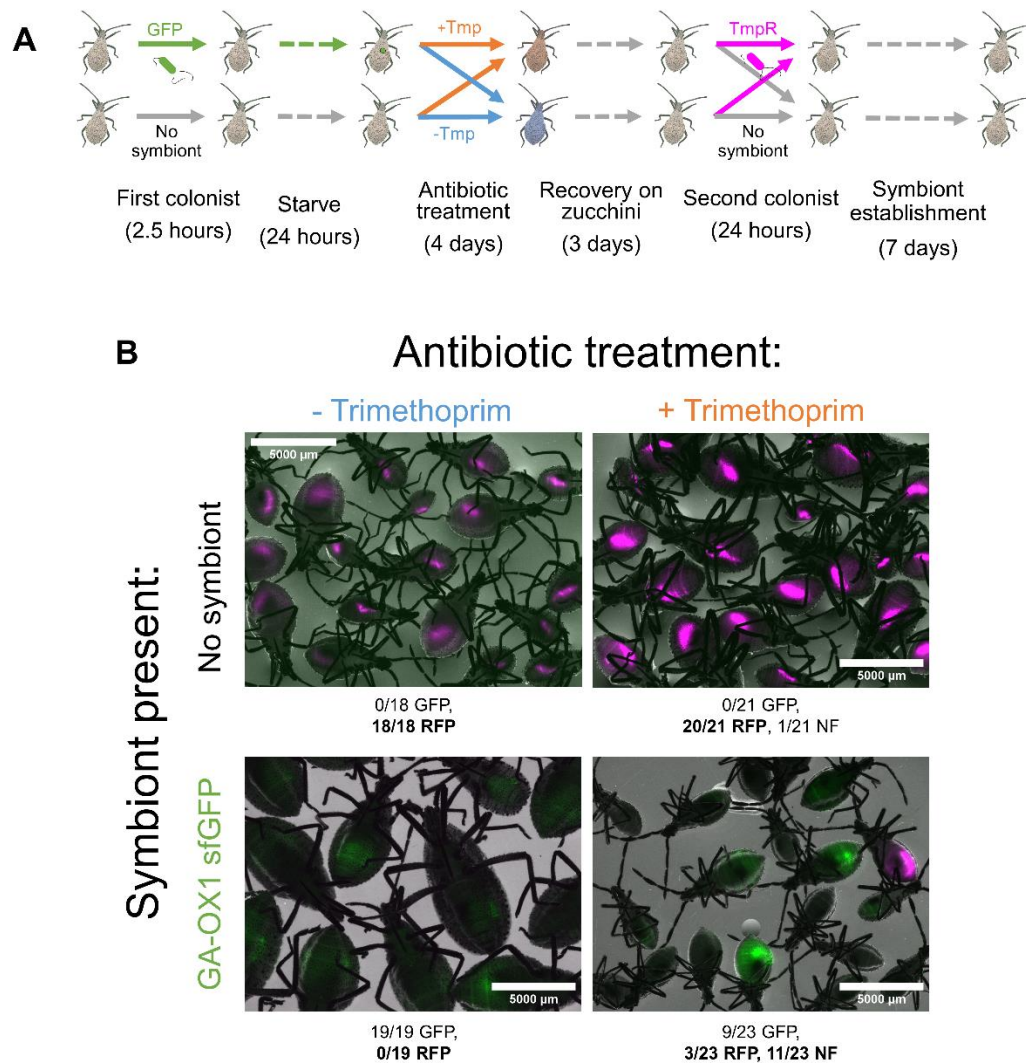 A
GFP
+Tmp
TmpR
No
symbiont
-Tmp
No
symbiont
First colonist
(2.5 hours)
Starve
(24 hours)
Antibiotic
treatment
(4 days)
Recovery on
zucchini
(3 days)
Second colonist
(24 hours)
Symbiont
establishment
(7 days)
B
Antibiotic treatment:
- Trimethoprim
+ Trimethoprim
Symbiont present:
No symbiont
5000 µm
5000 µm
0/18 GFP,
18/18 RFP
0/21 GFP,
20/21 RFP, 1/21 NF
GA-OX1 sfGFP
5000 µm
5000 µm
19/19 GFP,
0/19 RFP
9/23 GFP,
3/23 RFP, 11/23 NF